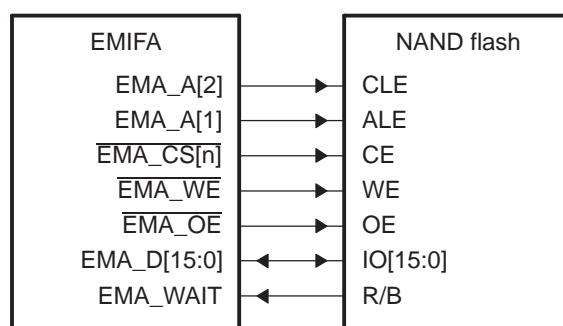 EMIFA NAND flash
EMA_A[2] CLE
EMA_A[1] ALE
EMA_CS[n] CE
EMA_WE WE
EMA_OE OE
EMA_D[15:0] IO[15:0]
EMA_WAIT R/B